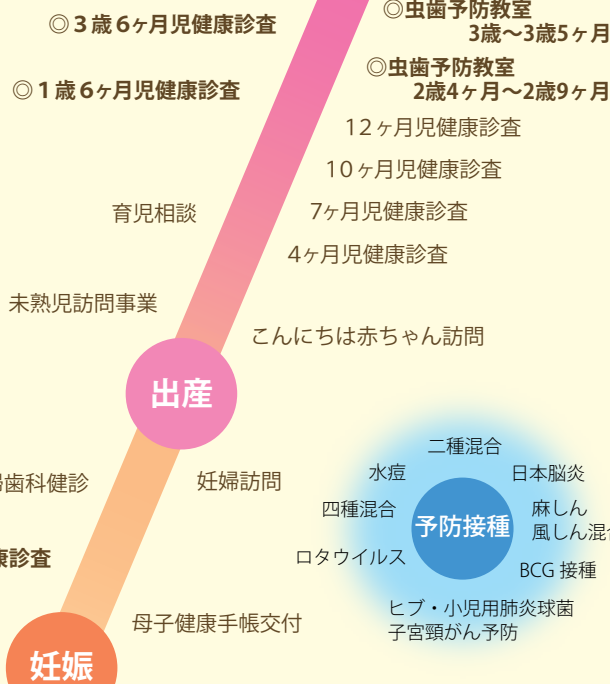 ◎虫歯予防教室
3歳〜3歳5ヶ月
◎３歳６ヶ月児健康診査
◎虫歯予防教室
2歳4ヶ月〜2歳9ヶ月
◎１歳６ヶ月児健康診査
12ヶ月児健康診査
10ヶ月児健康診査
7ヶ月児健康診査
育児相談
4ヶ月児健康診査
未熟児訪問事業
こんにちは赤ちゃん訪問
出産
歯科健診
妊婦訪問
康診査
母子健康手帳交付
妊娠
二種混合
水痘
日本脳炎
四種混合
予防接種
麻しん
風しん混合
ロタウイルス
BCG 接種
ヒブ・小児用肺炎球菌
子宮頸がん予防